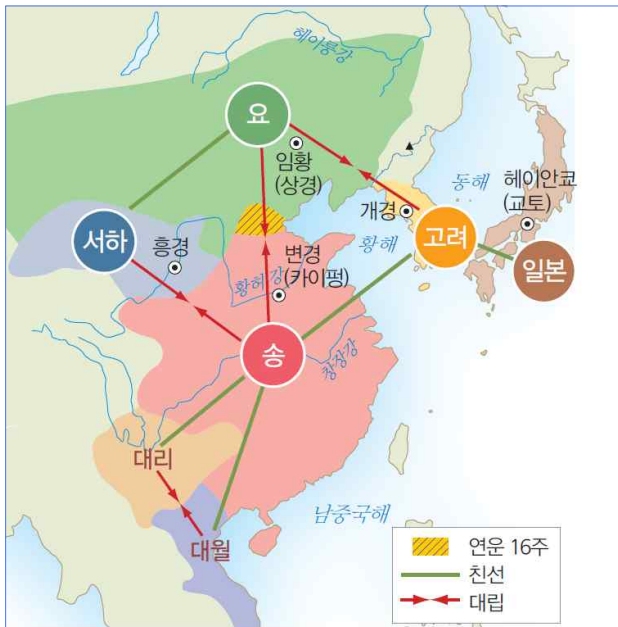 헤이룽강
요
임황
(상경)
동해
헤이안쿄
(교토)
개경
고려
서하
흥경
변경
(카이펑)
황허강
황해
일본
송
창장강
대리
대월
남중국해
연운 16주
친선
대립